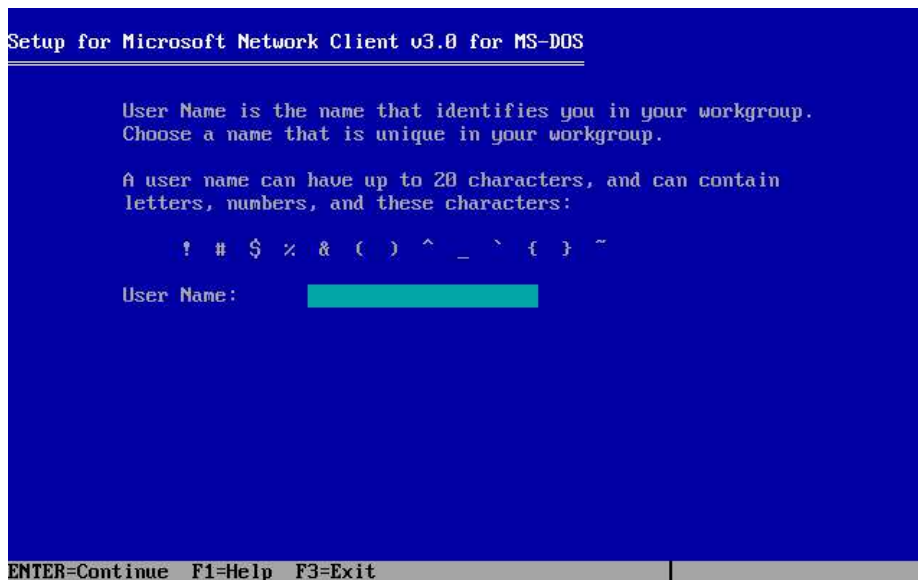 Setup for Microsoft Network Client v3.0 for MS-DOS
User Name is the name that identifies you in your workgroup.
Choose a name that is unique in your workgroup.
A user name can have up to 20 characters, and can contain
letters, numbers, and these characters:
! # $ % & ( ) ^ _ ` { } ~
User Name:
ENTER=Continue F1=Help F3=Exit